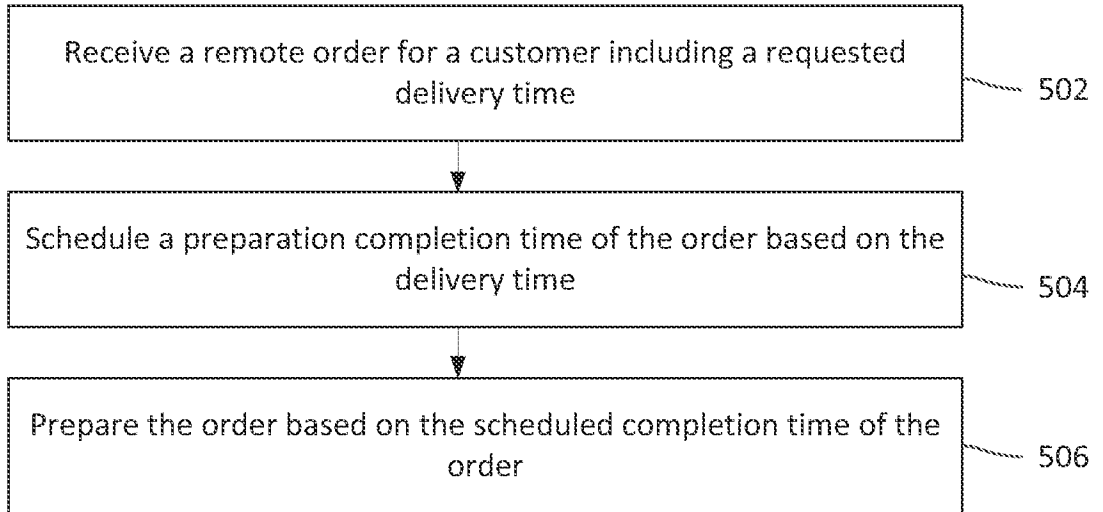 Receive a remote order for a customer including a requested
delivery time
502
Schedule a preparation completion time of the order based on the
delivery time
504
Prepare the order based on the scheduled completion time of the
order
506